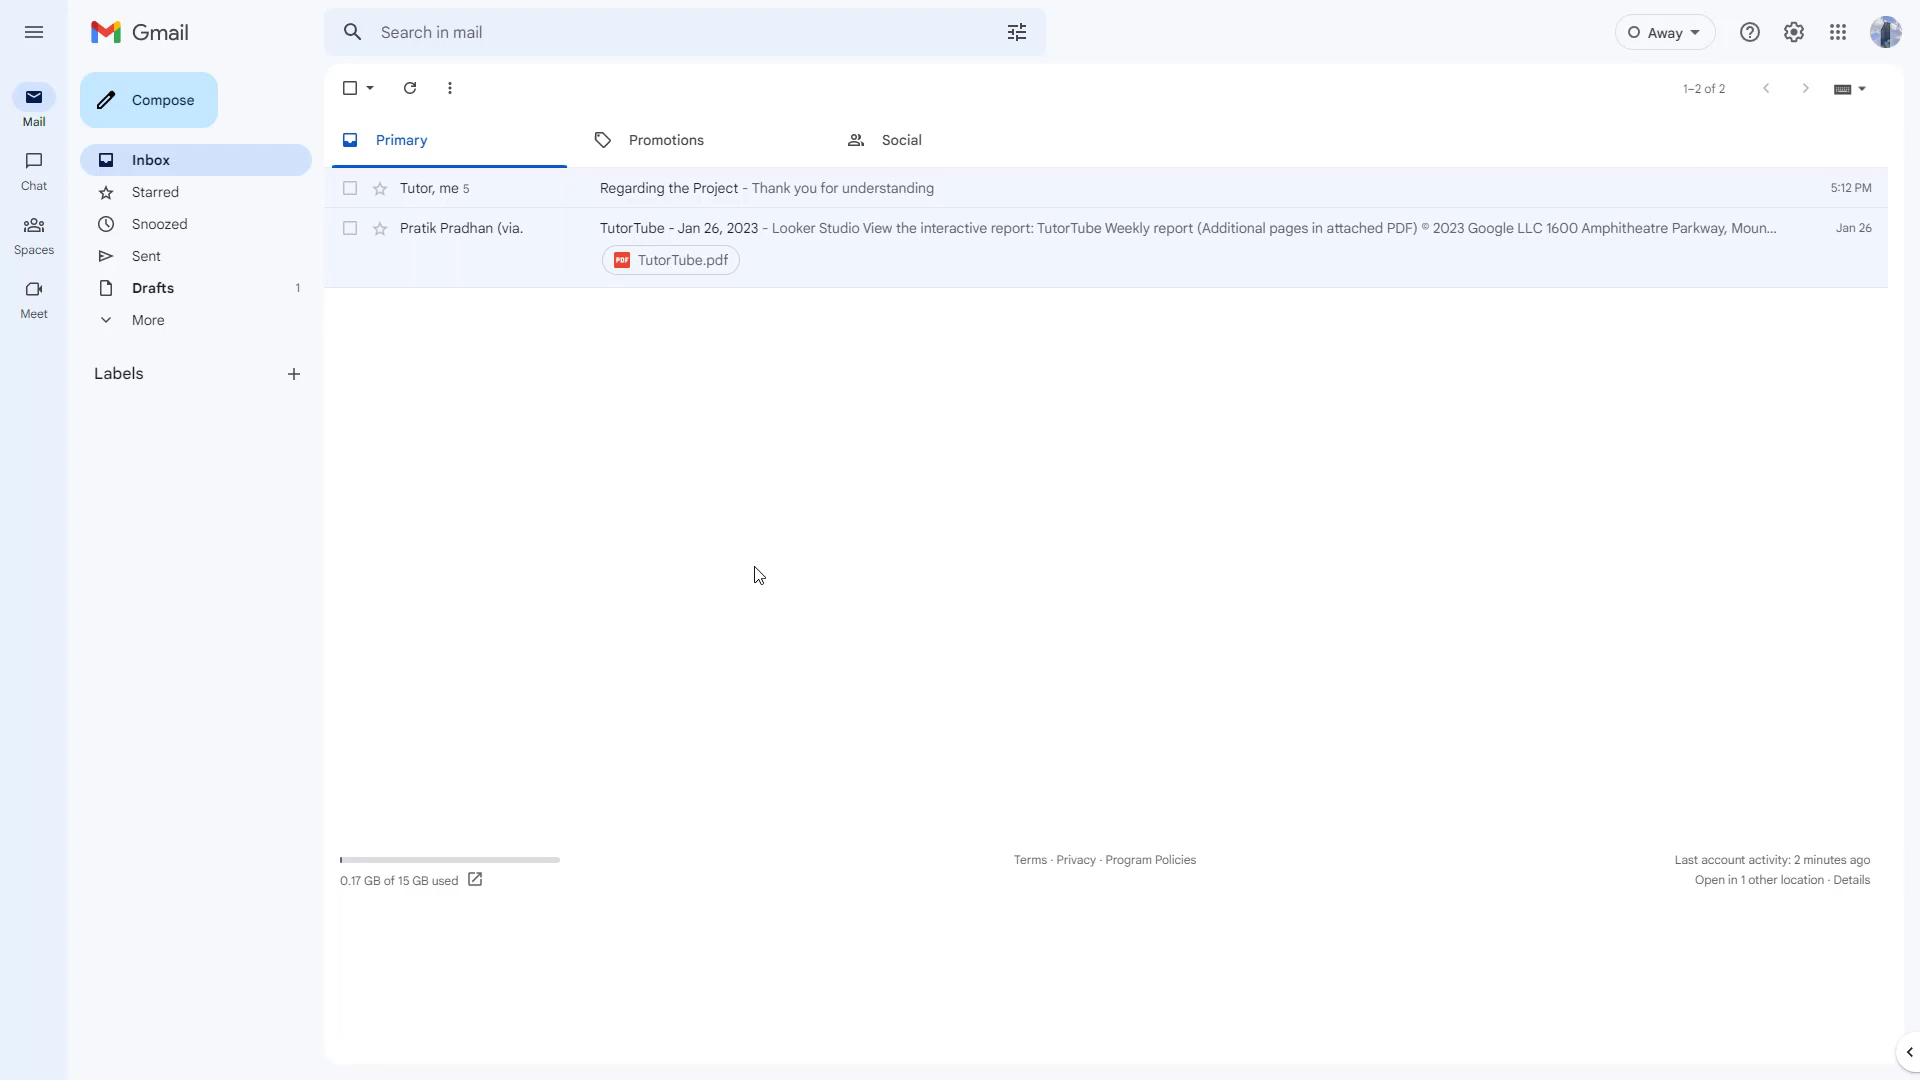 Gmail
Search in mail
Away
Mail
Compose
1–2 of 2
Chat
Inbox
Primary
Promotions
Social
Starred
Tutor, me 5
Regarding the Project - Thank you for understanding
5:12 PM
Spaces
Snoozed
Pratik Pradhan (via.
TutorTube - Jan 26, 2023 - Looker Studio View the interactive report: TutorTube Weekly report (Additional pages in attached PDF) © 2023 Google LLC 1600 Amphitheatre Parkway, Moun...
Jan 26
Sent
PDF TutorTube.pdf
Meet
Drafts
1
More
Labels
0.17 GB of 15 GB used
Terms · Privacy · Program Policies
Last account activity: 2 minutes ago
Open in 1 other location · Details